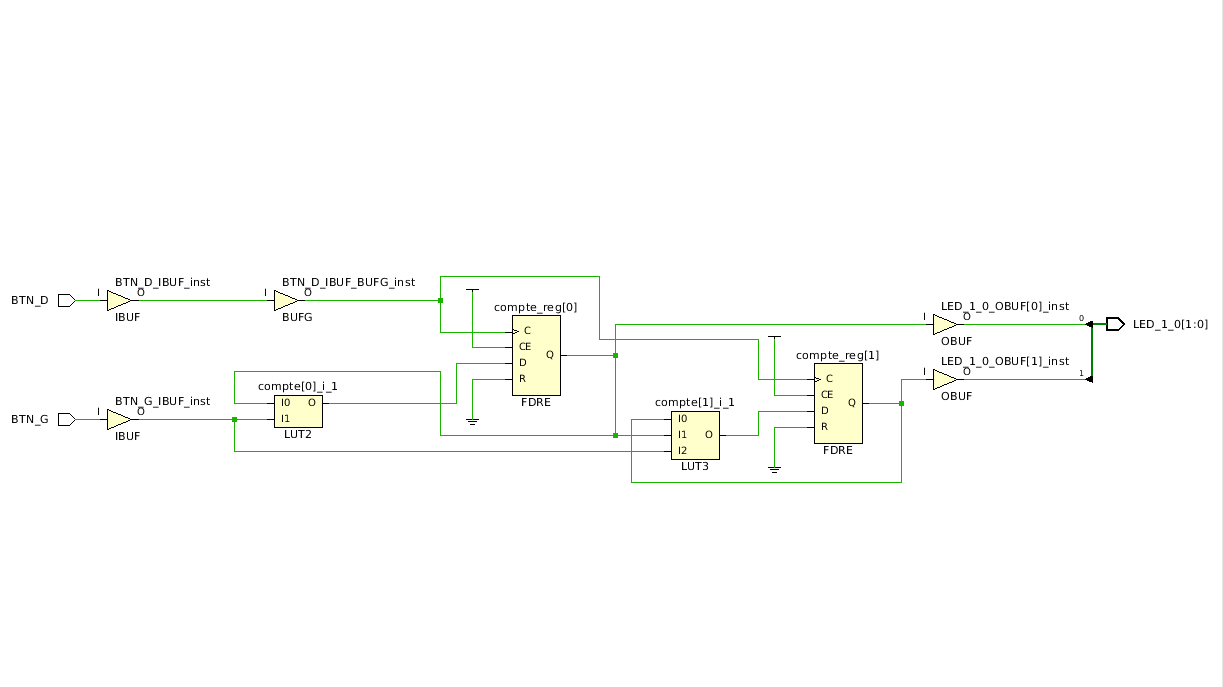 BTN_D
I
BTN_D_IBUF_inst
O
IBUF
I
BTN_D_IBUF_BUFG_inst
O
BUFG
compte_reg[0]
C
CE
D
R
Q
FDRE
BTN_G
I
BTN_G_IBUF_inst
O
IBUF
compte[0]_i_1
I0
I1
O
LUT2
compte[1]_i_1
I0
I1
I2
O
LUT3
compte_reg[1]
C
CE
D
R
Q
FDRE
LED_1_0_OBUF[0]_inst
I
O
OBUF
0
LED_1_0[1:0]
LED_1_0_OBUF[1]_inst
I
O
OBUF
1